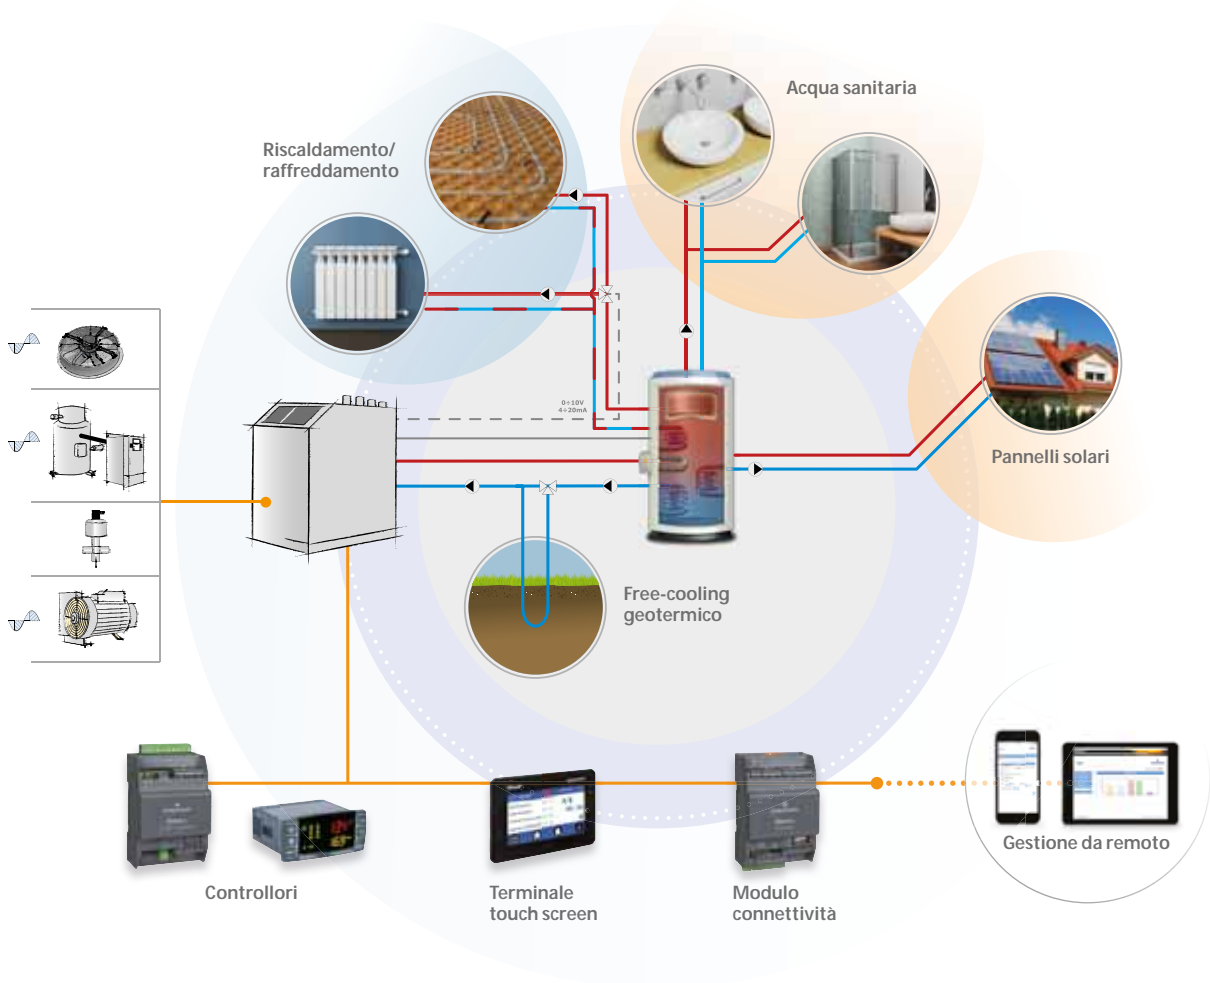 Acqua sanitaria
Riscaldamento/
raffreddamento
0÷10V
4÷20mA
Pannelli solari
Free-cooling
geotermico
Gestione da remoto
Controllori
Terminale
touch screen
Modulo
connettività